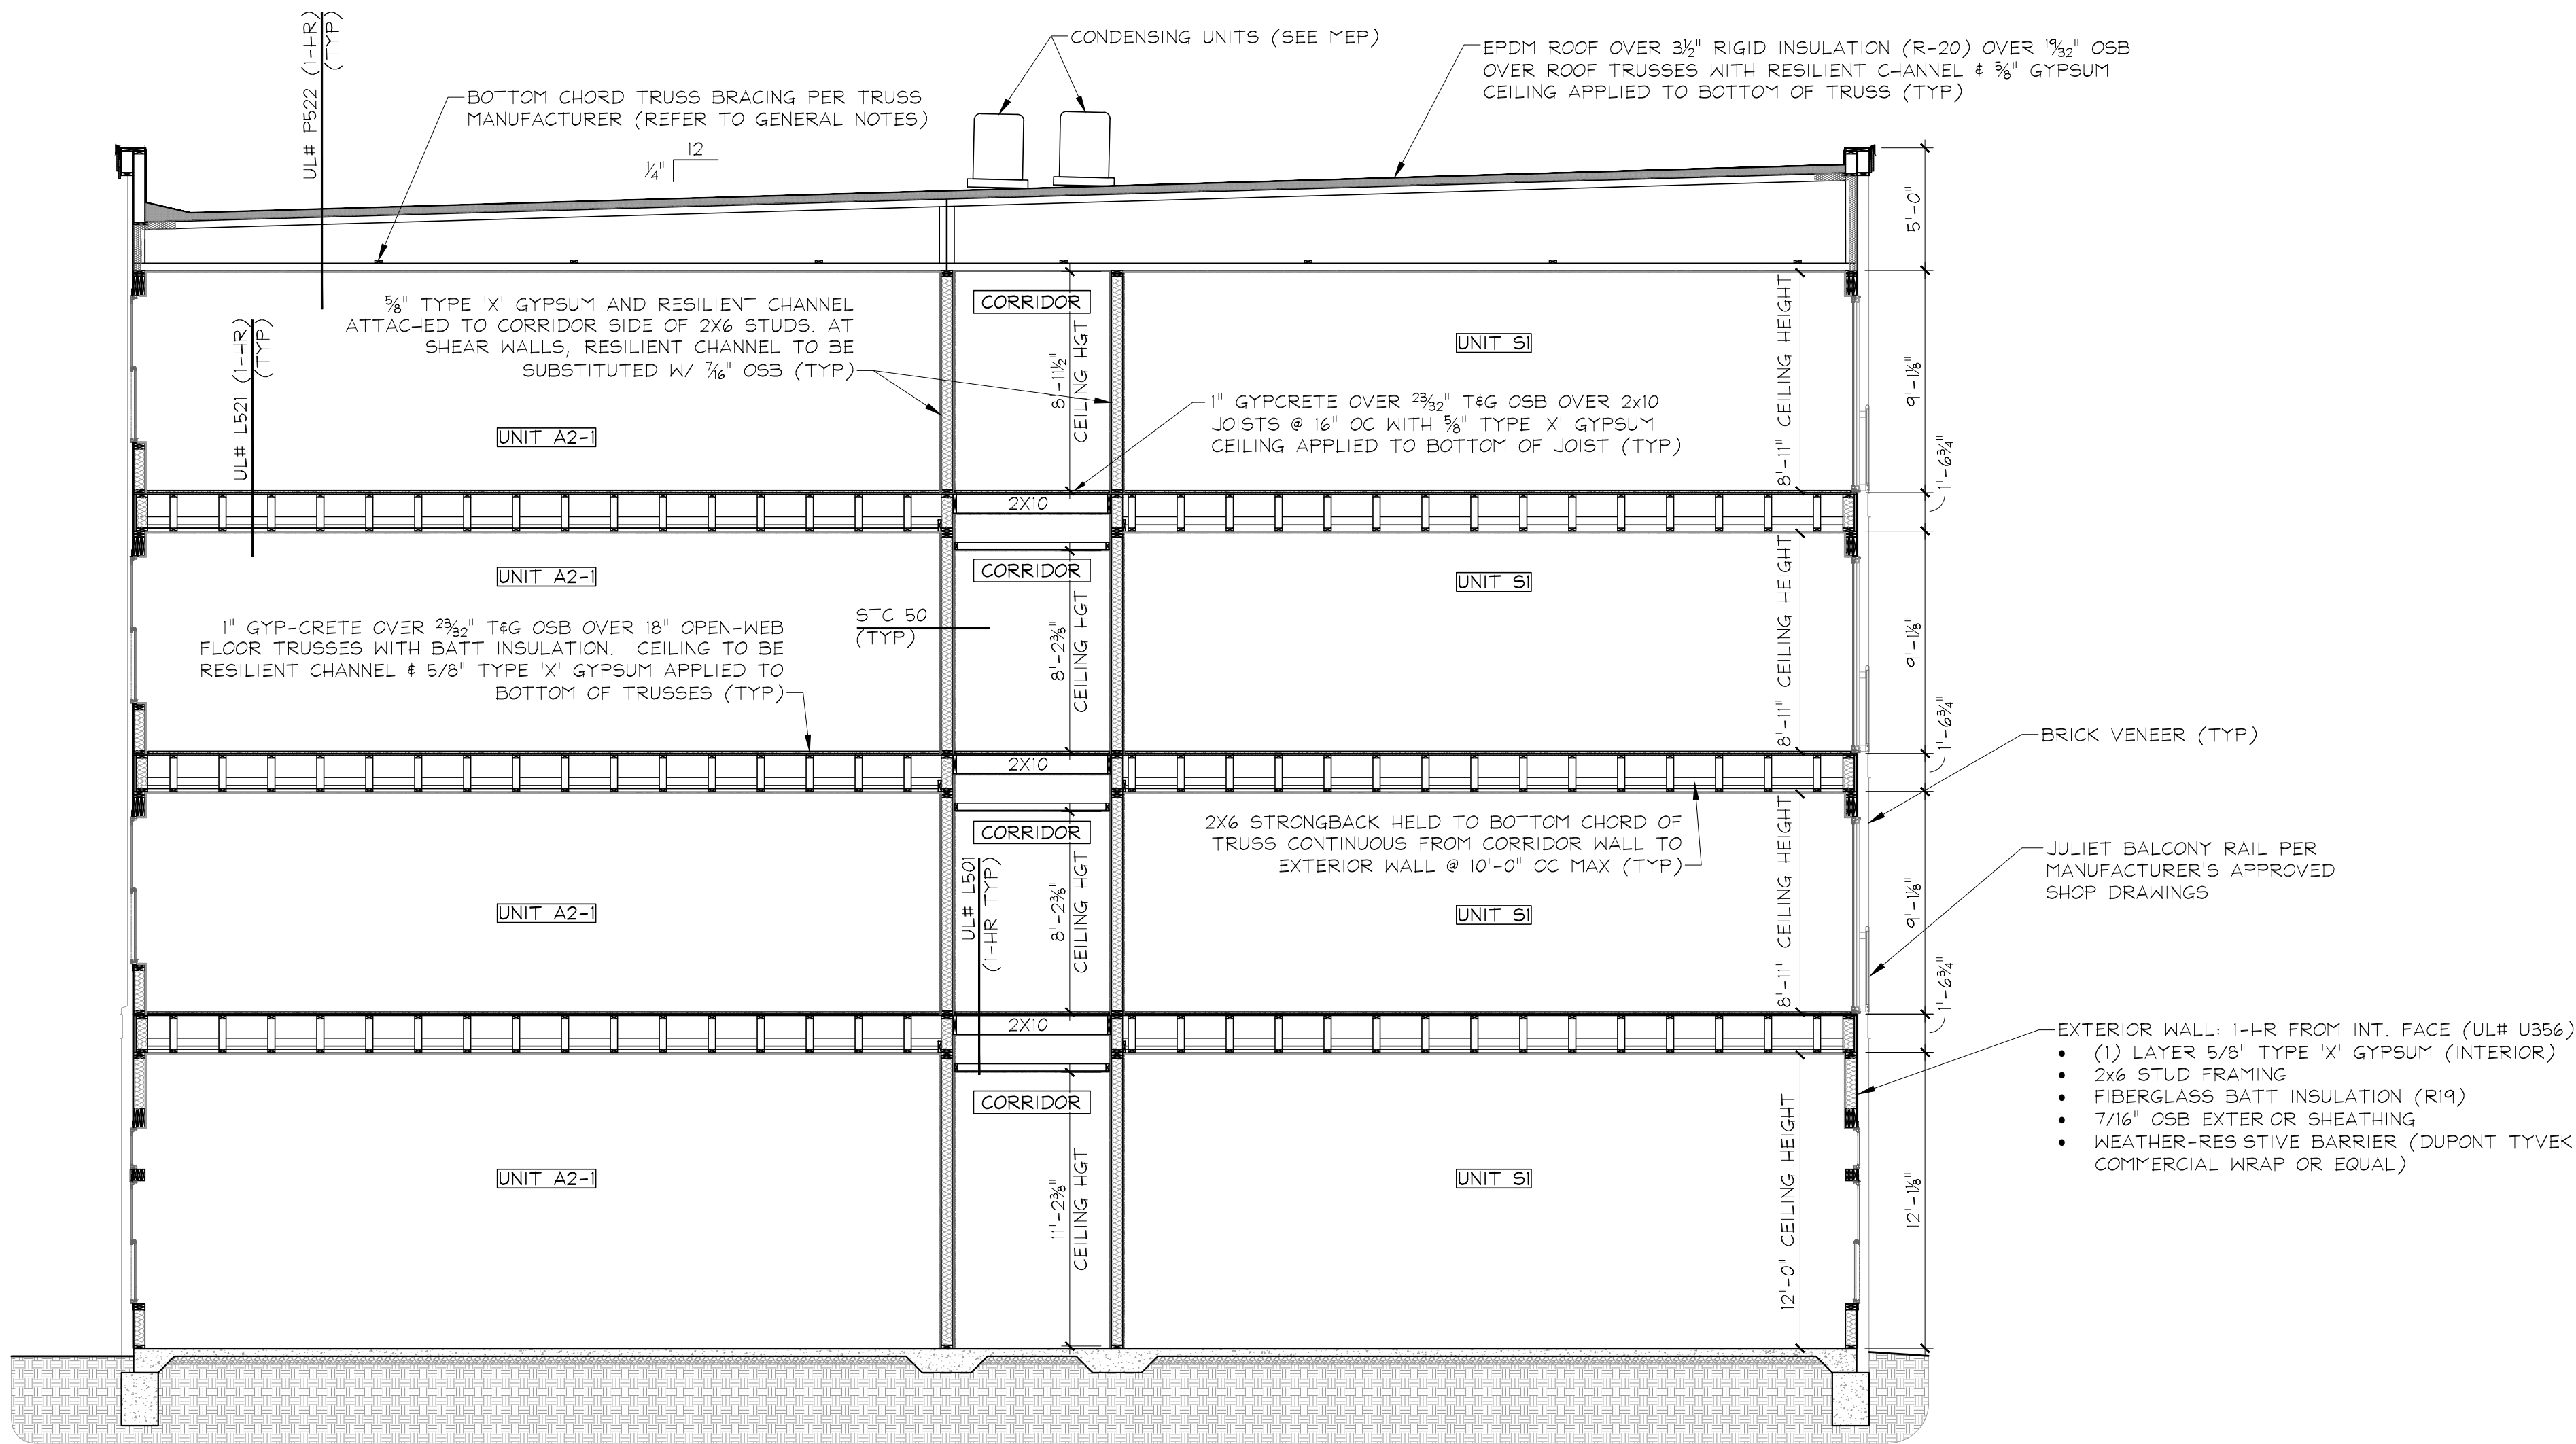 UL# P522 (1-HR)
(TYP)
CONDENSING UNITS (SEE MEP)
EPDM ROOF OVER 3½" RIGID INSULATION (R-20) OVER 19/32" OSB
OVER ROOF TRUSSES WITH RESILIENT CHANNEL & ⅝" GYPSUM
CEILING APPLIED TO BOTTOM OF TRUSS (TYP)
BOTTOM CHORD TRUSS BRACING PER TRUSS
MANUFACTURER (REFER TO GENERAL NOTES)
12
¼"
5'-0"
⅝" TYPE 'X' GYPSUM AND RESILIENT CHANNEL
ATTACHED TO CORRIDOR SIDE OF 2X6 STUDS. AT
SHEAR WALLS, RESILIENT CHANNEL TO BE
SUBSTITUTED W/ 7/16" OSB (TYP)
UL# L521 (1-HR)
(TYP)
CORRIDOR
8'-11½"
CEILING HGT
UNIT S1
8'-11" CEILING HEIGHT
9'-1⅛"
1" GYPCRETE OVER 23/32" T&G OSB OVER 2x10
JOISTS @ 16" OC WITH ⅝" TYPE 'X' GYPSUM
CEILING APPLIED TO BOTTOM OF JOIST (TYP)
UNIT A2-1
1'-6¾"
2X10
CORRIDOR
UNIT A2-1
UNIT S1
8'-2⅜"
CEILING HGT
8'-11" CEILING HEIGHT
9'-1⅛"
STC 50
(TYP)
1" GYP-CRETE OVER 23/32" T&G OSB OVER 18" OPEN-WEB
FLOOR TRUSSES WITH BATT INSULATION. CEILING TO BE
RESILIENT CHANNEL & 5/8" TYPE 'X' GYPSUM APPLIED TO
BOTTOM OF TRUSSES (TYP)
1'-6¾"
BRICK VENEER (TYP)
2X10
CORRIDOR
2X6 STRONGBACK HELD TO BOTTOM CHORD OF
TRUSS CONTINUOUS FROM CORRIDOR WALL TO
EXTERIOR WALL @ 10'-0" OC MAX (TYP)
UL# L501
(1-HR TYP)
8'-2⅜"
CEILING HGT
8'-11" CEILING HEIGHT
9'-1⅛"
JULIET BALCONY RAIL PER
MANUFACTURER'S APPROVED
SHOP DRAWINGS
UNIT A2-1
UNIT S1
1'-6¾"
2X10
EXTERIOR WALL: 1-HR FROM INT. FACE (UL# U356)
• (1) LAYER 5/8" TYPE 'X' GYPSUM (INTERIOR)
• 2x6 STUD FRAMING
• FIBERGLASS BATT INSULATION (R19)
• 7/16" OSB EXTERIOR SHEATHING
• WEATHER-RESISTIVE BARRIER (DUPONT TYVEK
COMMERCIAL WRAP OR EQUAL)
CORRIDOR
UNIT A2-1
UNIT S1
11'-2⅜"
CEILING HGT
12'-0" CEILING HEIGHT
12'-1⅛"